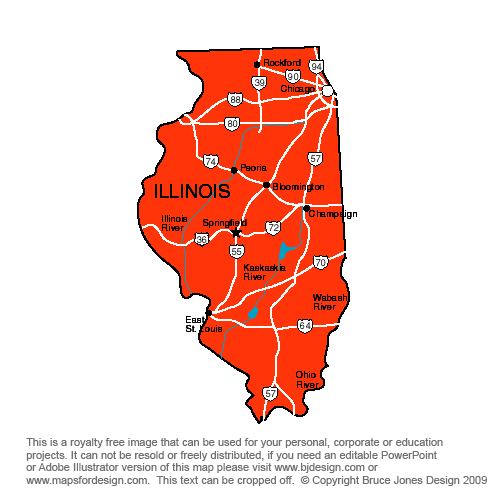 Rockford
94
90
39
Chicago
88
80
57
74
Peoria
ILLINOIS
Bloomington
Champaign
Illinois
River
Springfield
72
36
55
70
Kaskaskia
River
Wabash
River
East
St. Louis
64
Ohio
River
57
This is a royalty free image that can be used for your personal, corporate or education
projects. It can not be resold or freely distributed, if you need an editable PowerPoint
or Adobe Illustrator version of this map please visit www.bjdesign.com or
www.mapsfordesign.com. This text can be cropped off. © Copyright Bruce Jones Design 2009